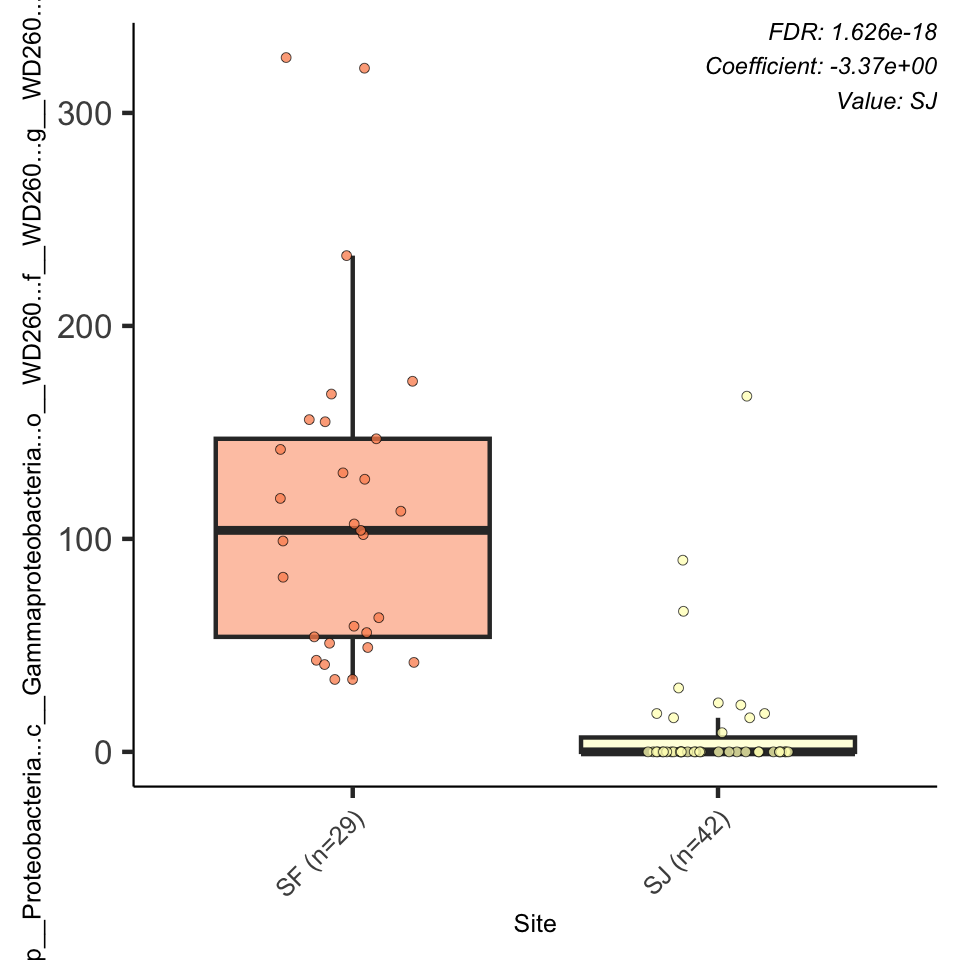 FDR: 1.626e-18
Coefficient: -3.37e+00
Value: SJ
p__Proteobacteria...c__Gammaproteobacteria...o__WD260...f__WD260...g__WD260...
300
200
100
0
SF (n=29)
SJ (n=42)
Site